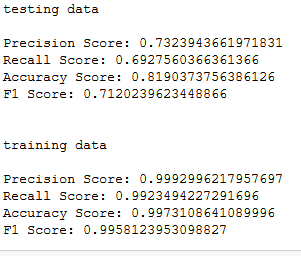 testing data
Precision Score: 0.7323943661971831
Recall Score: 0.6927560366361366
Accuracy Score: 0.8190373756386126
F1 Score: 0.7120239623448866
training data
Precision Score: 0.9992996217957697
Recall Score: 0.9923494227291696
Accuracy Score: 0.9973108641089996
F1 Score: 0.9958123953098827